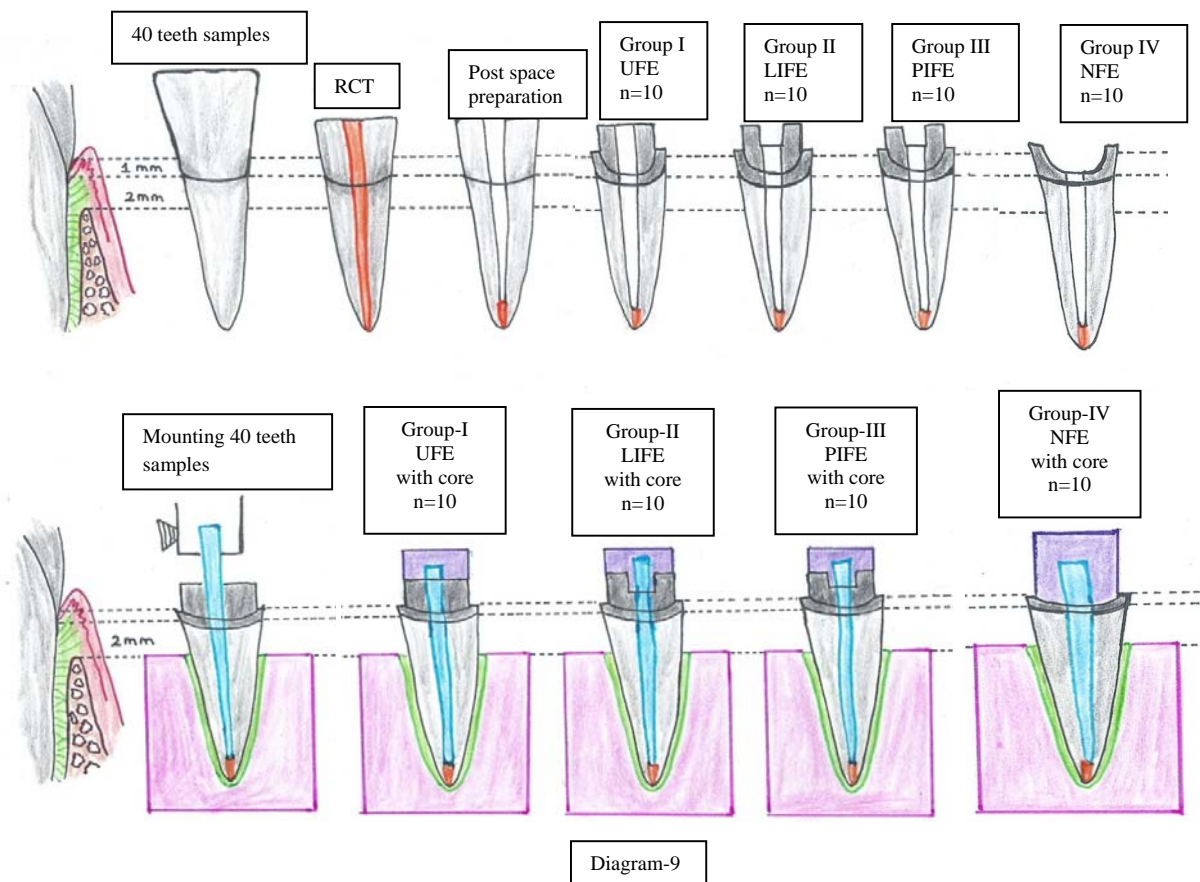 40 teeth samples
RCT
Post space
preparation
Group I
UFE
n=10
Group II
LIFE
n=10
Group III
PIFE
n=10
Group IV
NFE
n=10
1 mm
2mm
Mounting 40 teeth
samples
Group-I
UFE
with core
n=10
Group-II
LIFE
with core
n=10
Group-III
PIFE
with core
n=10
Group-IV
NFE
with core
n=10
2mm
Diagram-9